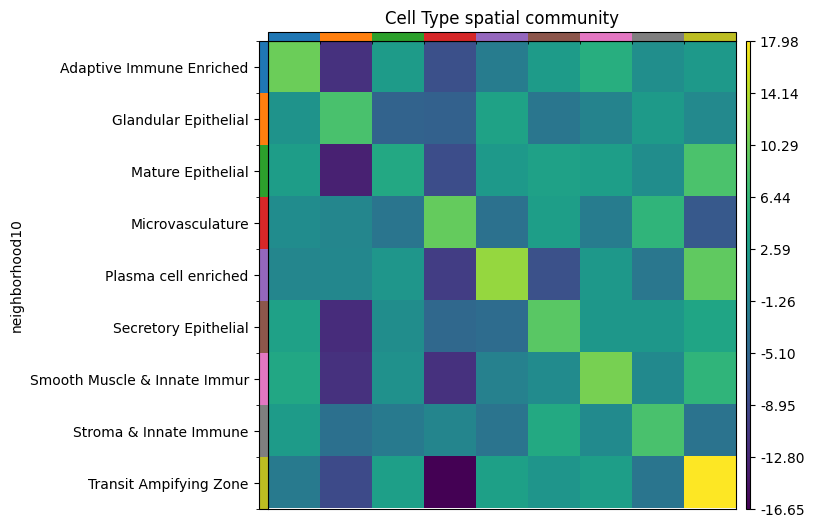 Cell Type spatial community
neighborhood10
Adaptive Immune Enriched
Glandular Epithelial
Mature Epithelial
Microvasculature
Plasma cell enriched
Secretory Epithelial
Smooth Muscle & Innate Immur
Stroma & Innate Immune
Transit Ampifying Zone
17.98
14.14
10.29
6.44
2.59
-1.26
-5.10
-8.95
-12.80
-16.65